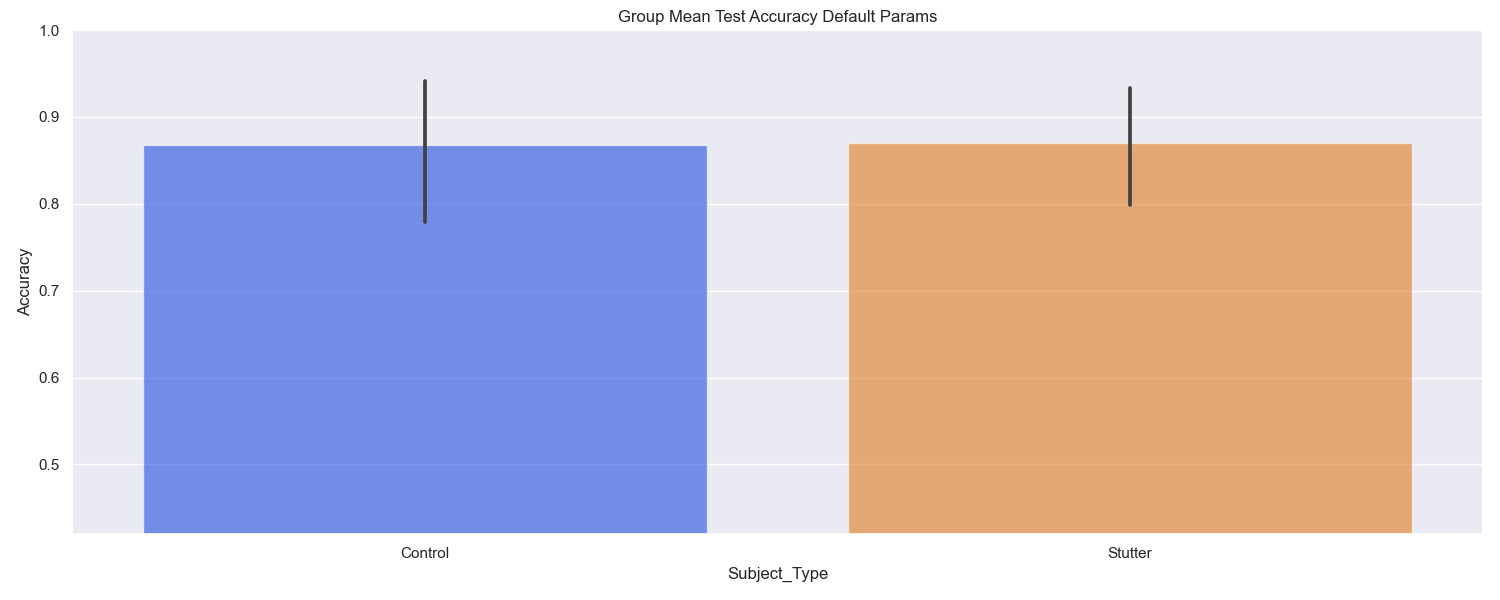 Group Mean Test Accuracy Default Params
1.0
0.9
0.8
0.7
0.6
0.5
Accuracy
Control
Stutter
Subject_Type